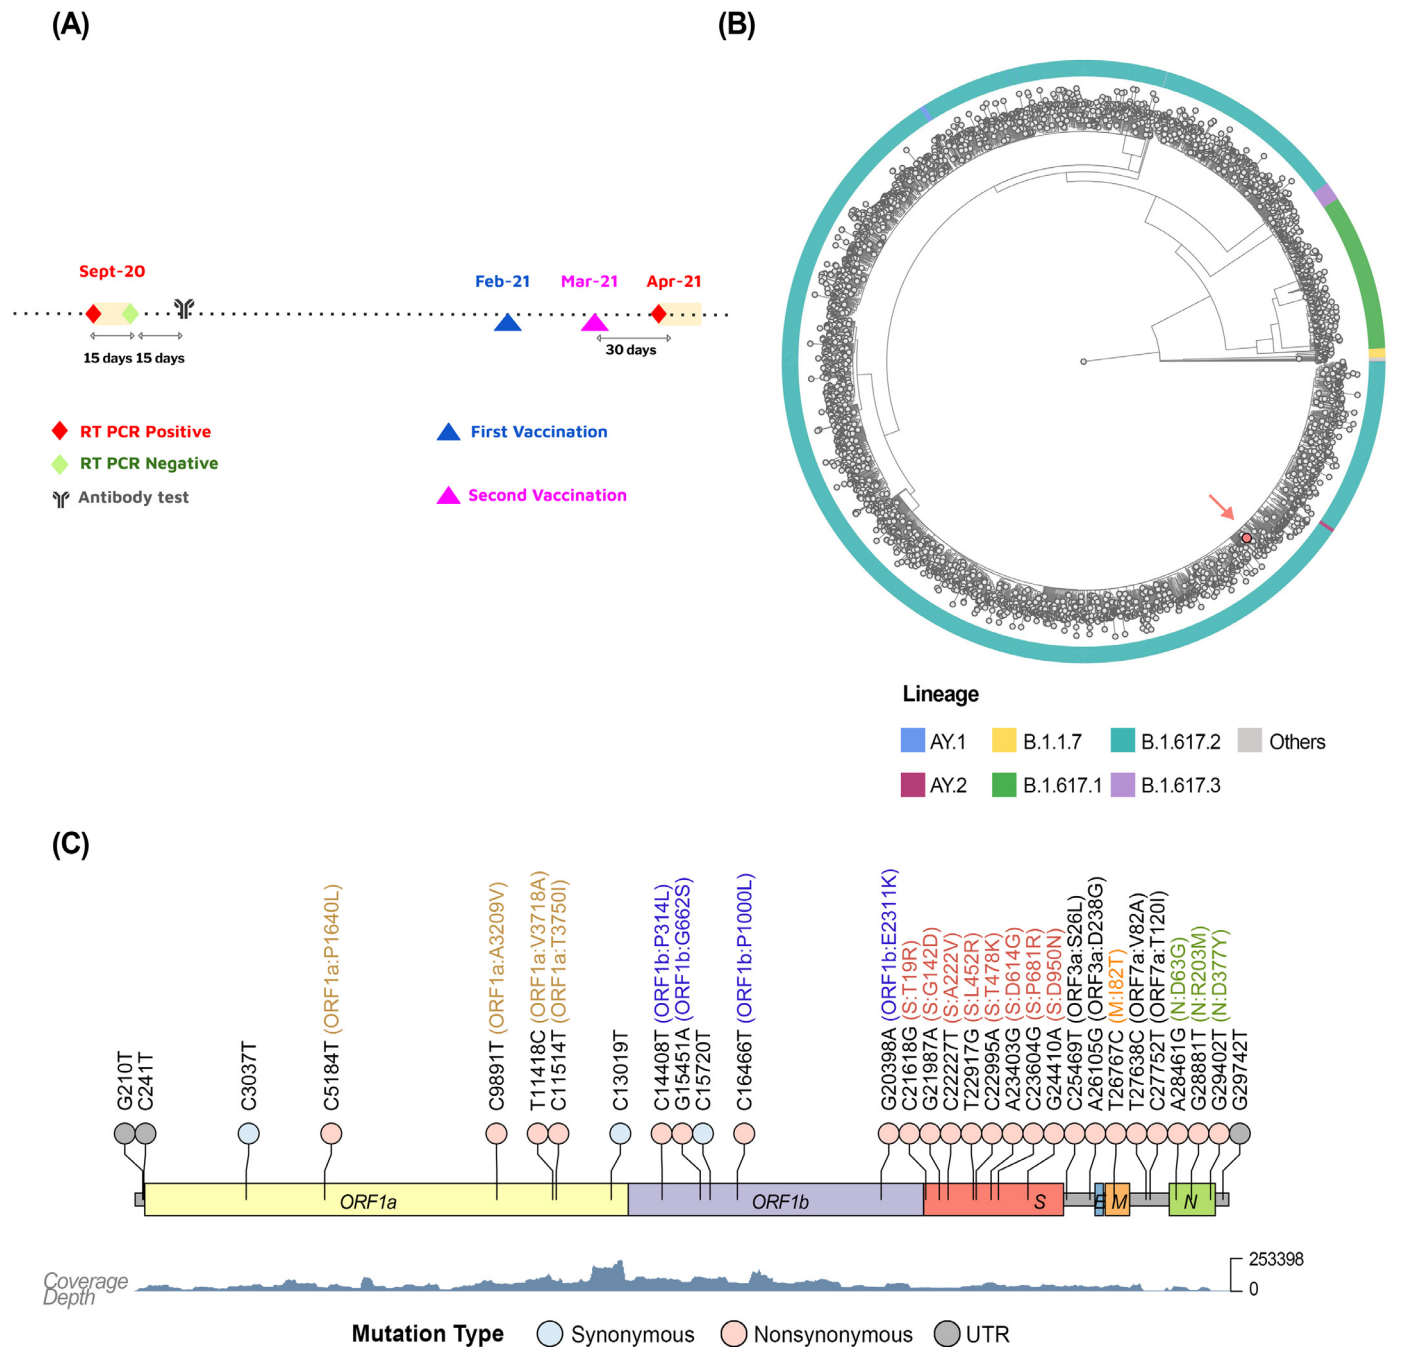 (A)
Sept-20
Feb-21
Mar-21
Apr-21
15 days 15 days
30 days
RT PCR Positive
RT PCR Negative
Antibody test
First Vaccination
Second Vaccination
(B)
Lineage
AY.1
B.1.1.7
B.1.617.2
Others
AY.2
B.1.617.1
B.1.617.3
(C)
G210T
C241T
C3037T
C5184T (ORF1a:P1640L)
C9891T (ORF1a:A3209V)
T11418C (ORF1a:V3718A)
C11514T (ORF1a:T3750I)
C13019T
C14408T (ORF1b:P314L)
G15451A (ORF1b:G662S)
C15720T
C16466T (ORF1b:P1000L)
G20398A (ORF1b:E2311K)
C21618G (S:T19R)
G21987A (S:G142D)
C22227T (S:A222V)
T22917G (S:L452R)
C22995A (S:T478K)
A23403G (S:D614G)
C23604G (S:P681R)
G24410A (S:D950N)
C25469T (ORF3a:S26L)
A26105G (ORF3a:D238G)
T26767C (M:I82T)
T27638C (ORF7a:V82A)
C27752T (ORF7a:T120I)
A28461G (N:D63G)
G28881T (N:R203M)
G29402T (N:D377Y)
G29742T
ORF1a
ORF1b
S
E
M
N
Coverage
Depth
253398
0
Mutation Type
Synonymous
Nonsynonymous
UTR